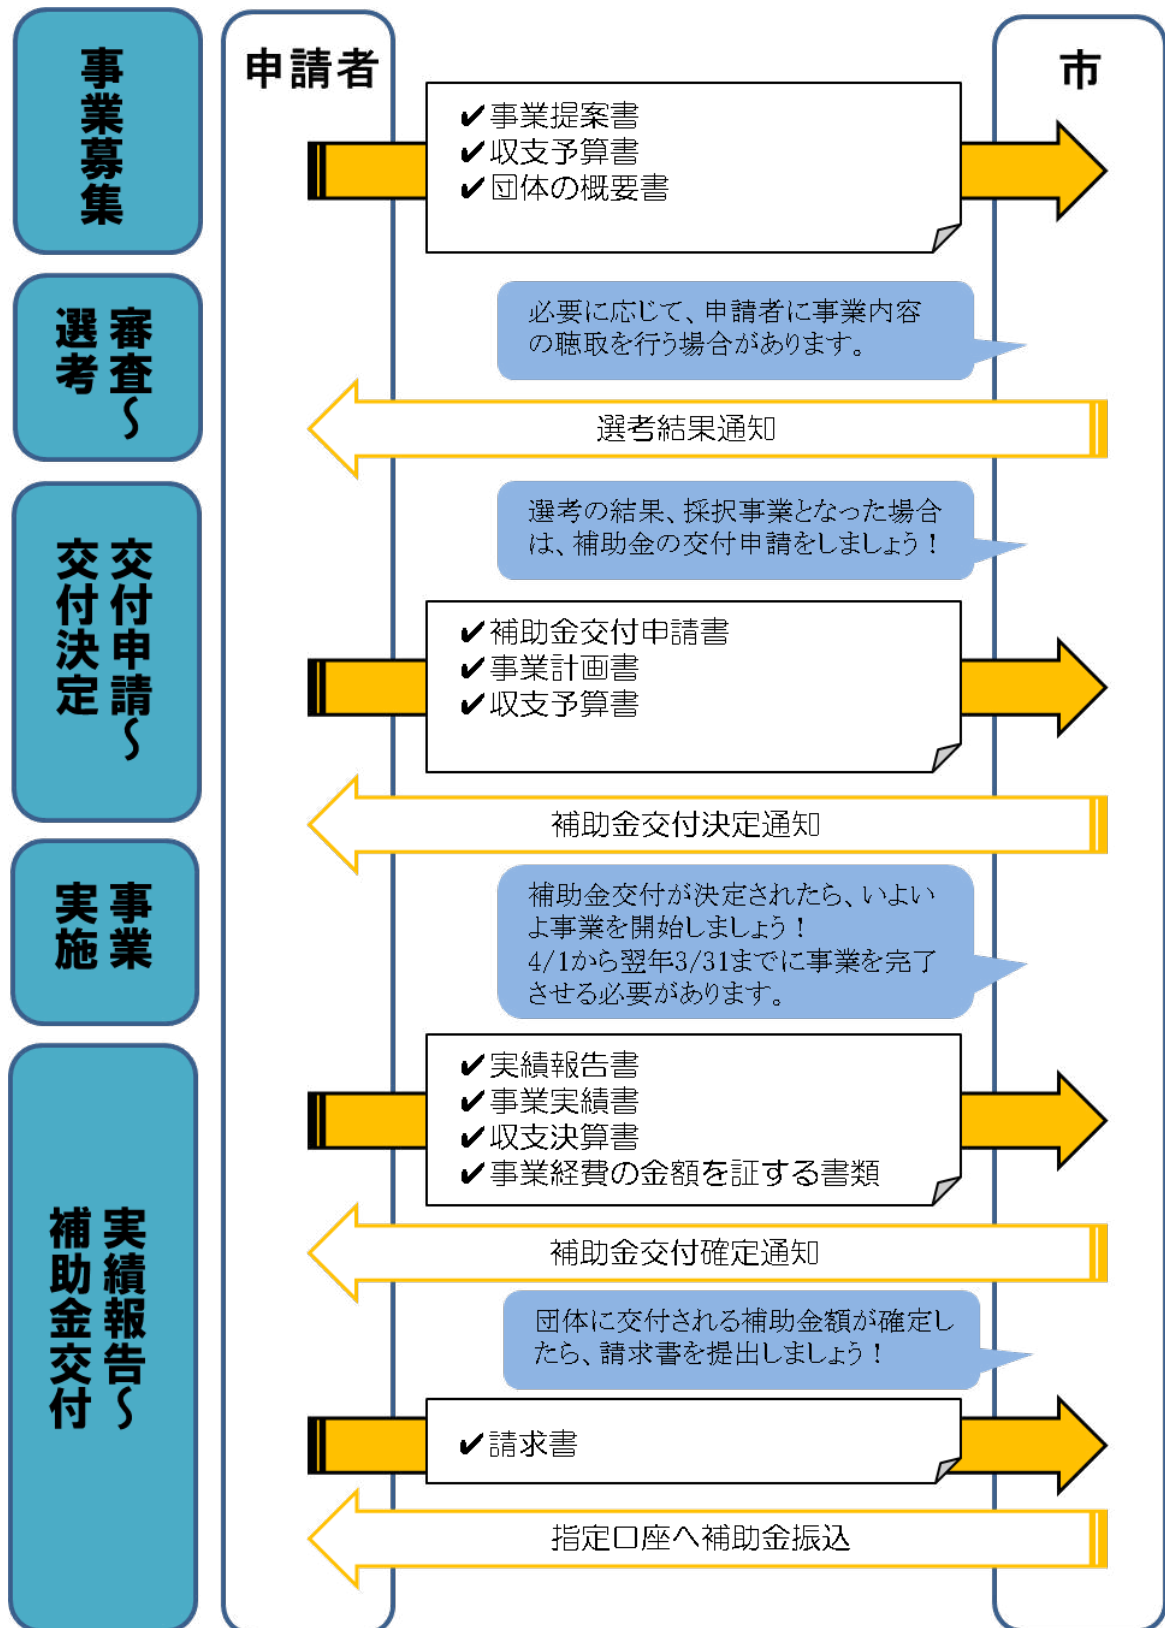 事業募集
申請者
市
✔事業提案書
✔収支予算書
✔団体の概要書
審査～
選考
必要に応じて、申請者に事業内容
の聴取を行う場合があります。
選考結果通知
交付申請～
交付決定
選考の結果、採択事業となった場合
は、補助金の交付申請をしましょう！
✔補助金交付申請書
✔事業計画書
✔収支予算書
補助金交付決定通知
事業
実施
補助金交付が決定されたら、いよい
よ事業を開始しましょう！
4/1から翌年3/31までに事業を完了
させる必要があります。
実績報告～
補助金交付
✔実績報告書
✔事業実績書
✔収支決算書
✔事業経費の金額を証する書類
補助金交付確定通知
団体に交付される補助金額が確定し
たら、請求書を提出しましょう！
✔請求書
指定口座へ補助金振込